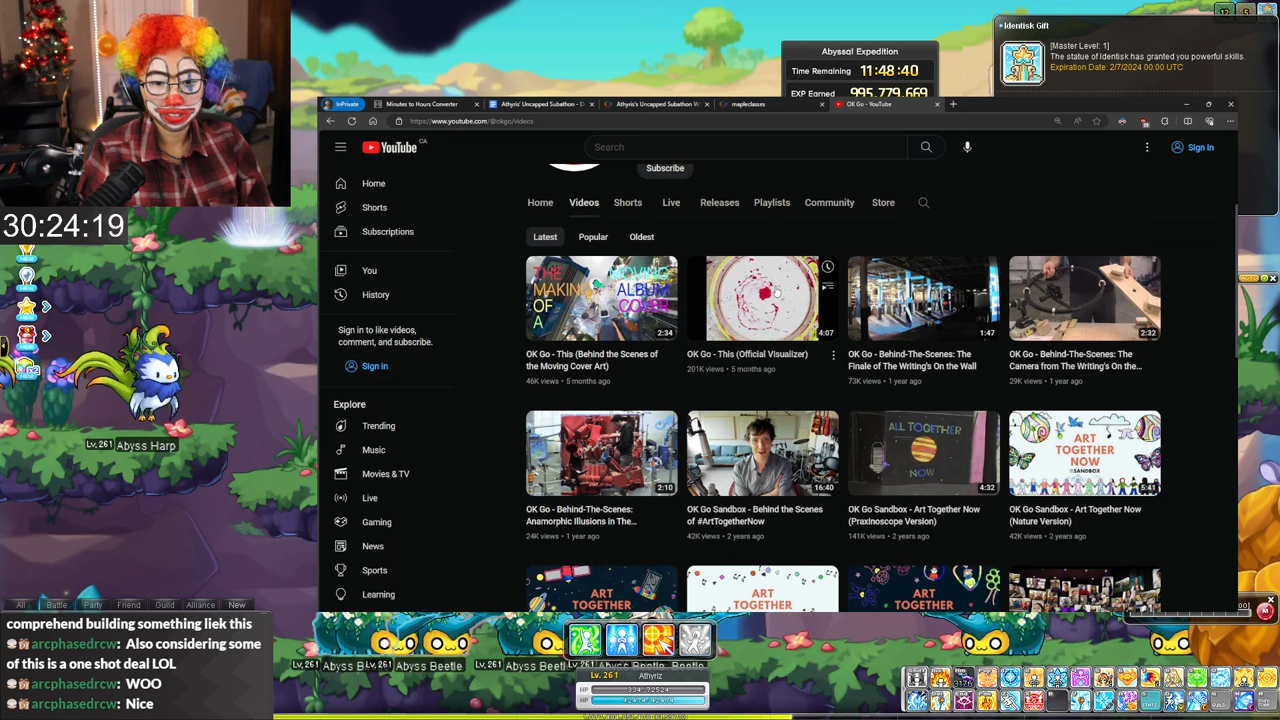 Identisk Gift
[Master Level: 1]
The statue of Identisk has granted you powerful skills.
Expiration Date: 2/7/2024 00:00 UTC
Abyssal Expedition
Time Remaining 11:48:40
EXP Earned 995,779,669
InPrivate
Minutes to Hours Converter
Athyriz' Uncapped Subathon - D
Athyriz's Uncapped Subathon W
mapleclasses
OK Go - YouTube
https://www.youtube.com/@okgo/videos
YouTube CA
Search
Sign in
Subscribe
Home
Shorts
Subscriptions
You
History
Sign in to like videos,
comment, and subscribe.
Sign in
Explore
Trending
Music
Movies & TV
Live
Gaming
News
Sports
Learning
Home Videos Shorts Live Releases Playlists Community Store
Latest Popular Oldest
THE MOVING
MAKING ALBUM
OF COVER
A
2:34
4:07
1:47
2:32
OK Go - This (Behind the Scenes of
the Moving Cover Art)
46K views • 5 months ago
OK Go - This (Official Visualizer)
201K views • 5 months ago
OK Go - Behind-The-Scenes: The
Finale of The Writing's On the Wall
73K views • 1 year ago
OK Go - Behind-The-Scenes: The
Camera from The Writing's On the...
29K views • 1 year ago
2:10
16:40
ALL TOGETHER
NOW
4:32
ART
TOGETHER
NOW
SANDBOX
5:41
OK Go - Behind-The-Scenes:
Anamorphic Illusions in The...
24K views • 1 year ago
OK Go Sandbox - Behind the Scenes
of #ArtTogetherNow
42K views • 2 years ago
OK Go Sandbox - Art Together Now
(Praxinoscope Version)
141K views • 2 years ago
OK Go Sandbox - Art Together Now
(Nature Version)
42K views • 2 years ago
ART
TOGETHER
ART
TOGETHER
ART
TOGETHER
30:24:19
Lv. 261 Abyss Harp
All Battle Party Friend Guild Alliance New
comprehend building something liek this
arcphasedrcw: Also considering some
of this is a one shot deal LOL
arcphasedrcw: WOO
arcphasedrcw: Nice
Lv. 261 Athyriz